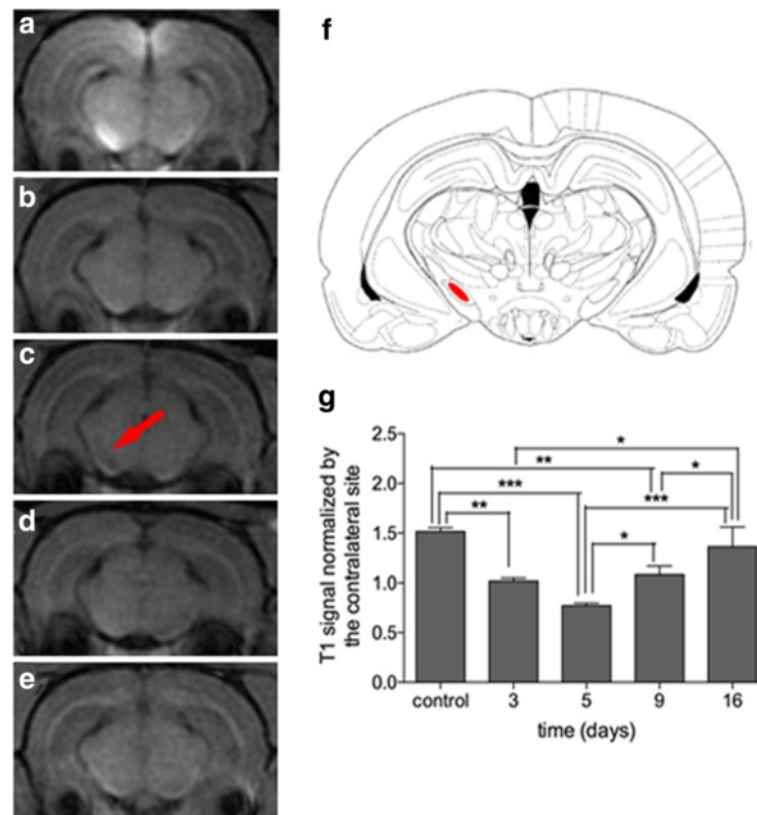 a
b
c
d
e
f
g
T1 signal normalized by
the contralateral site
2.5
2.0
1.5
1.0
0.5
0.0
*
**
*
***
***
**
*
control 3 5 9 16
time (days)